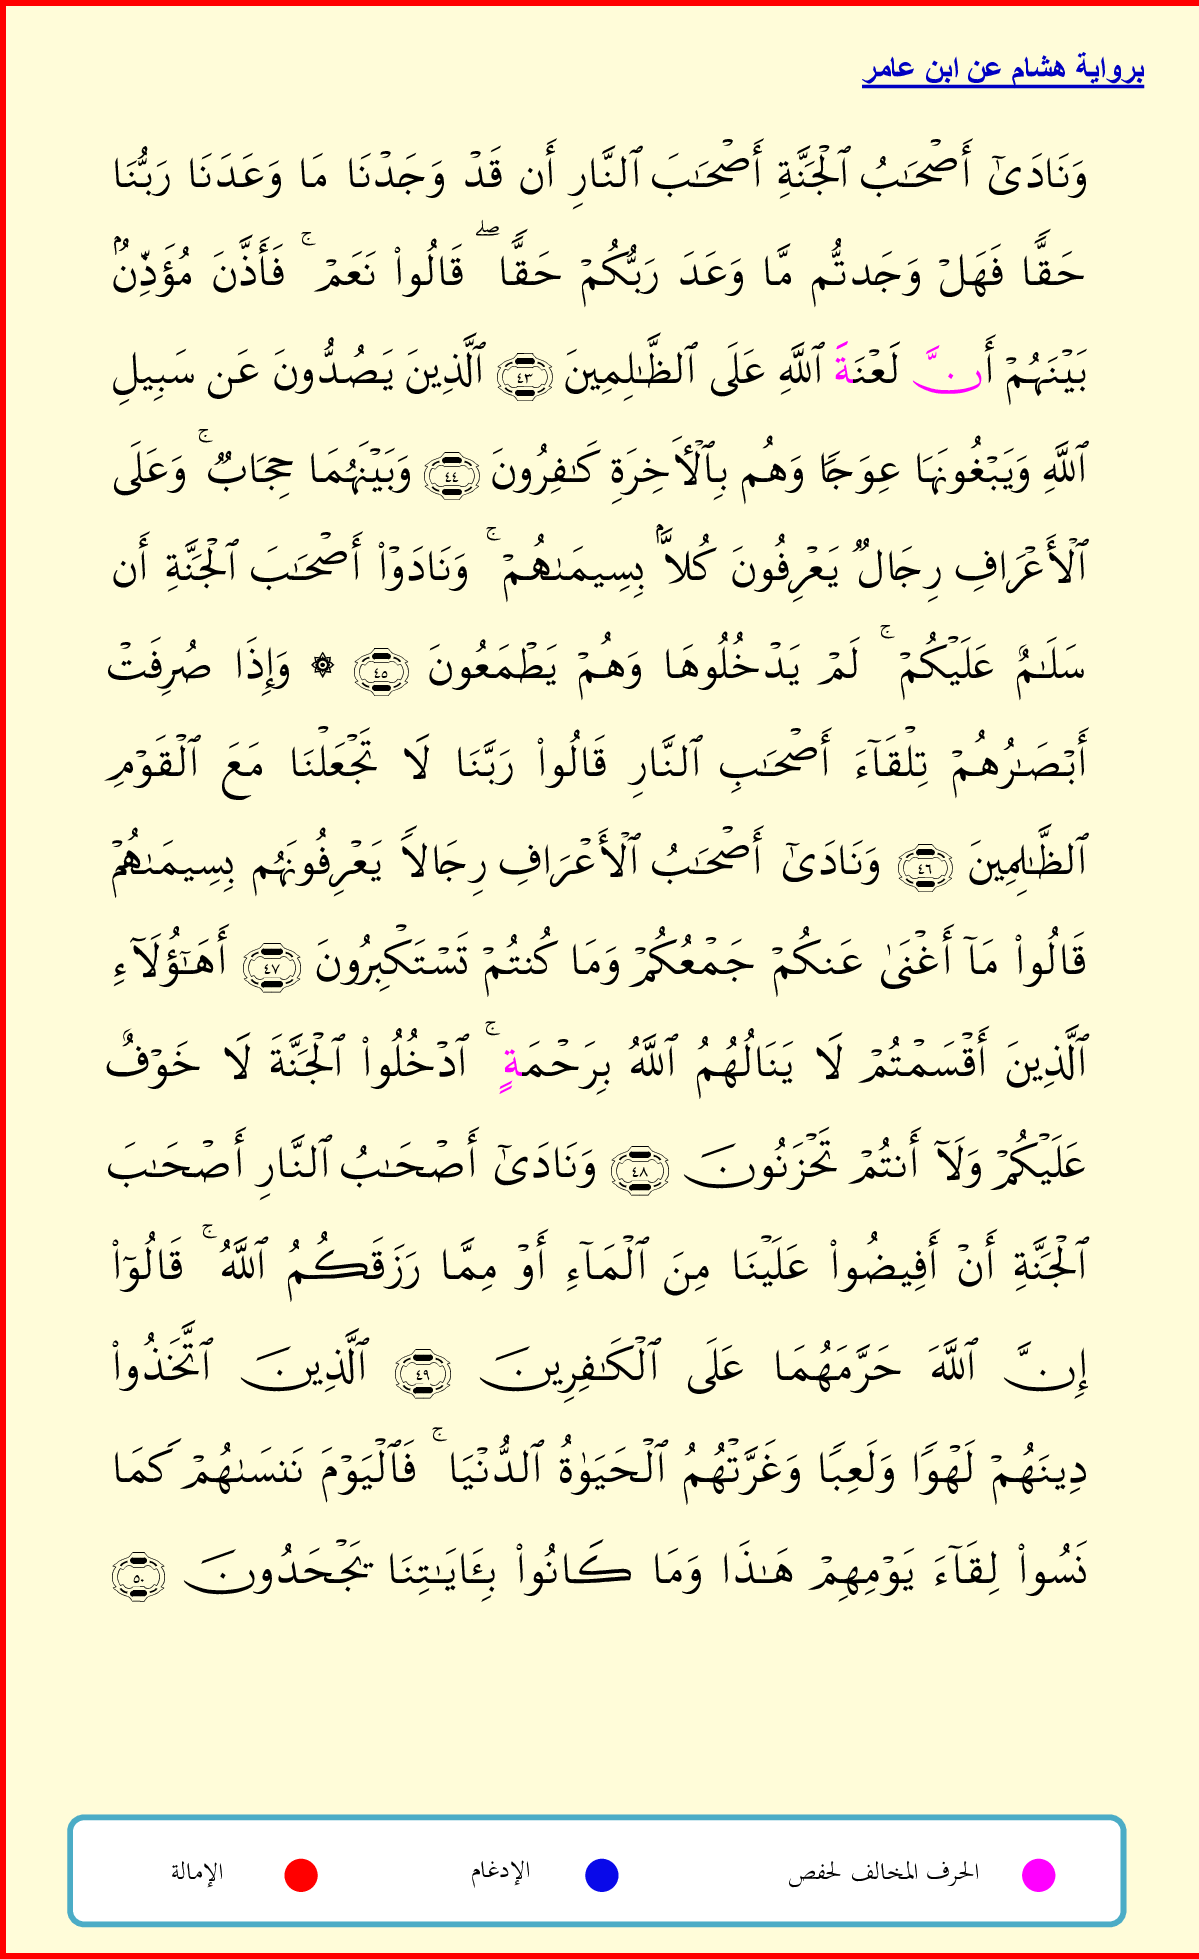 برواية هشام عن ابن عامر
وَنَادَىٰٓ أَصْحَٰبُ ٱلْجَنَّةِ أَصْحَٰبَ ٱلنَّارِ أَن قَدْ وَجَدْنَا مَا وَعَدَنَا رَبُّنَا
حَقًّا فَهَلْ وَجَدتُّم مَّا وَعَدَ رَبُّكُمْ حَقًّا ۖ قَالُوا۟ نَعَمْ ۚ فَأَذَّنَ مُؤَذِّنٌۢ
بَيْنَهُمْ أَنَّ لَعْنَةَ ٱللَّهِ عَلَى ٱلظَّٰلِمِينَ ٤٣ ٱلَّذِينَ يَصُدُّونَ عَن سَبِيلِ
ٱللَّهِ وَيَبْغُونَهَا عِوَجًا وَهُم بِٱلْأَخِرَةِ كَٰفِرُونَ ٤٤ وَبَيْنَهُمَا حِجَابٌ ۚ وَعَلَى
ٱلْأَعْرَافِ رِجَالٌ يَعْرِفُونَ كُلًّۢا بِسِيمَىٰهُمْ ۚ وَنَادَوْا۟ أَصْحَٰبَ ٱلْجَنَّةِ أَن
سَلَٰمٌ عَلَيْكُمْ ۚ لَمْ يَدْخُلُوهَا وَهُمْ يَطْمَعُونَ ٤٥ ۞ وَإِذَا صُرِفَتْ
أَبْصَٰرُهُمْ تِلْقَآءَ أَصْحَٰبِ ٱلنَّارِ قَالُوا۟ رَبَّنَا لَا تَجْعَلْنَا مَعَ ٱلْقَوْمِ
ٱلظَّٰلِمِينَ ٤٦ وَنَادَىٰٓ أَصْحَٰبُ ٱلْأَعْرَافِ رِجَالًا يَعْرِفُونَهُم بِسِيمَىٰهُمْ
قَالُوا۟ مَآ أَغْنَىٰ عَنكُمْ جَمْعُكُمْ وَمَا كُنتُمْ تَسْتَكْبِرُونَ ٤٧ أَهَٰٓؤُلَآءِ
ٱلَّذِينَ أَقْسَمْتُمْ لَا يَنَالُهُمُ ٱللَّهُ بِرَحْمَةٍ ۚ ٱدْخُلُوا۟ ٱلْجَنَّةَ لَا خَوْفٌ
عَلَيْكُمْ وَلَآ أَنتُمْ تَحْزَنُونَ ٤٨ وَنَادَىٰٓ أَصْحَٰبُ ٱلنَّارِ أَصْحَٰبَ
ٱلْجَنَّةِ أَنْ أَفِيضُوا۟ عَلَيْنَا مِنَ ٱلْمَآءِ أَوْ مِمَّا رَزَقَكُمُ ٱللَّهُ ۚ قَالُوٓا۟
إِنَّ ٱللَّهَ حَرَّمَهُمَا عَلَى ٱلْكَٰفِرِينَ ٤٩ ٱلَّذِينَ ٱتَّخَذُوا۟
دِينَهُمْ لَهْوًا وَلَعِبًا وَغَرَّتْهُمُ ٱلْحَيَوٰةُ ٱلدُّنْيَا ۚ فَٱلْيَوْمَ نَنسَىٰهُمْ كَمَا
نَسُوا۟ لِقَآءَ يَوْمِهِمْ هَٰذَا وَمَا كَانُوا۟ بِـَٔايَٰتِنَا يَجْحَدُونَ ٥٠
الحرف المخالف لحفص الإدغام الإمالة